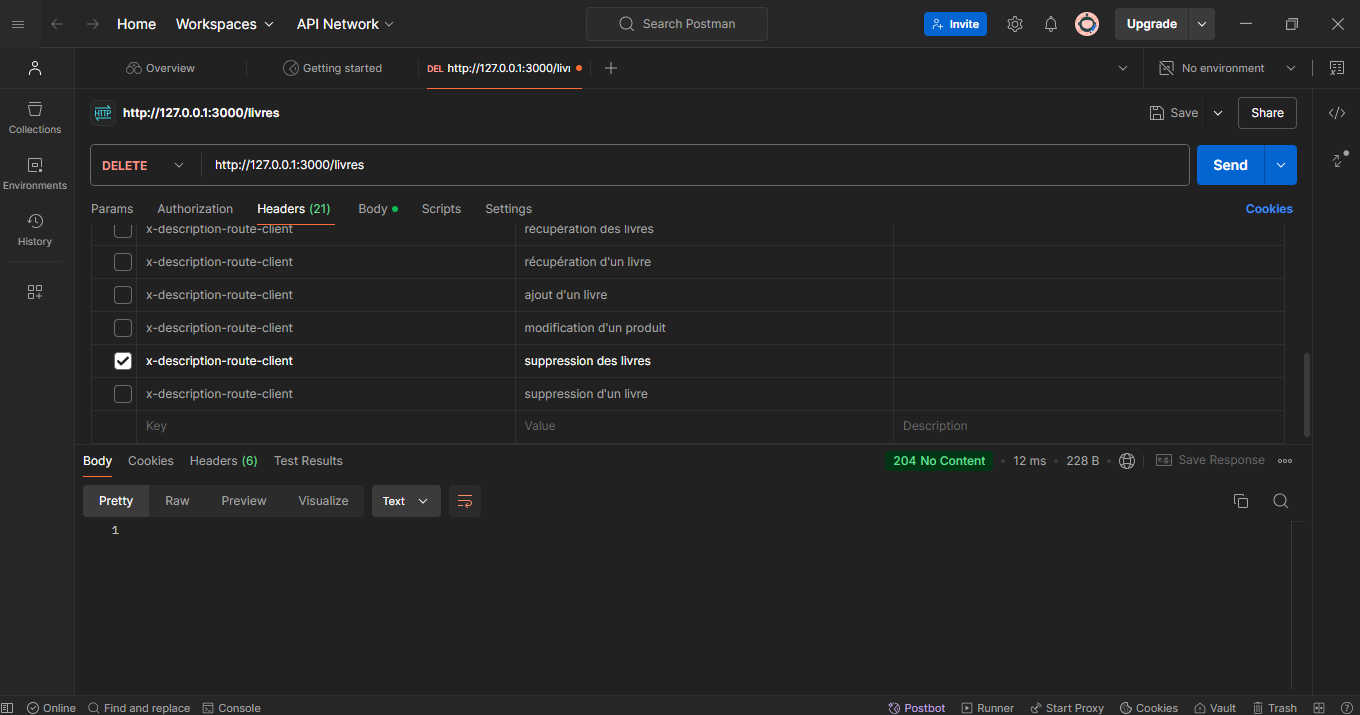 Home Workspaces API Network Search Postman Invite Upgrade
Overview Getting started DEL http://127.0.0.1:3000/livr No environment
HTTP http://127.0.0.1:3000/livres Save Share
Collections
DELETE http://127.0.0.1:3000/livres Send
Environments
Params Authorization Headers (21) Body Scripts Settings Cookies
x-description-route-client récupération des livres
History
x-description-route-client récupération d'un livre
x-description-route-client ajout d'un livre
x-description-route-client modification d'un produit
x-description-route-client suppression des livres
x-description-route-client suppression d'un livre
Key Value Description
Body Cookies Headers (6) Test Results 204 No Content 12 ms 228 B e.g. Save Response
Pretty Raw Preview Visualize Text
1
Online Find and replace Console Postbot Runner Start Proxy Cookies Vault Trash